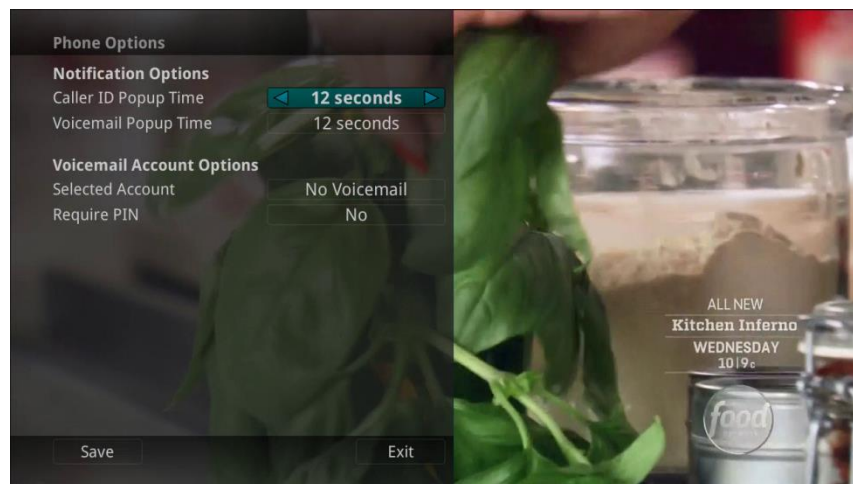 Phone Options
Notification Options
Caller ID Popup Time 12 seconds
Voicemail Popup Time 12 seconds
Voicemail Account Options
Selected Account No Voicemail
Require PIN No
Save Exit
ALL NEW
Kitchen Inferno
WEDNESDAY
10|9c
food